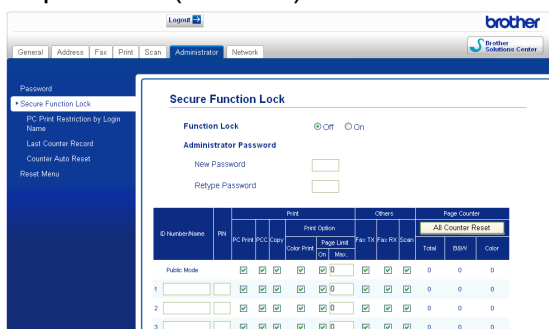 Logout
brother
General Address Fax Print Scan Administrator Network
Brother
Solutions Center
Password
Secure Function Lock
PC Print Restriction by Login
Name
Last Counter Record
Counter Auto Reset
Reset Menu
Secure Function Lock
Function Lock Off On
Administrator Password
New Password
Retype Password
Print Others Page Counter
ID Number/Name PIN PC Print PCC Copy Print Option Fax TX Fax RX Scan All Counter Reset
Color Print Page Limit Total B&W Color
On Max.
Public Mode 0 0 0 0
1 0 0 0 0
2 0 0 0 0
3 0 0 0 0